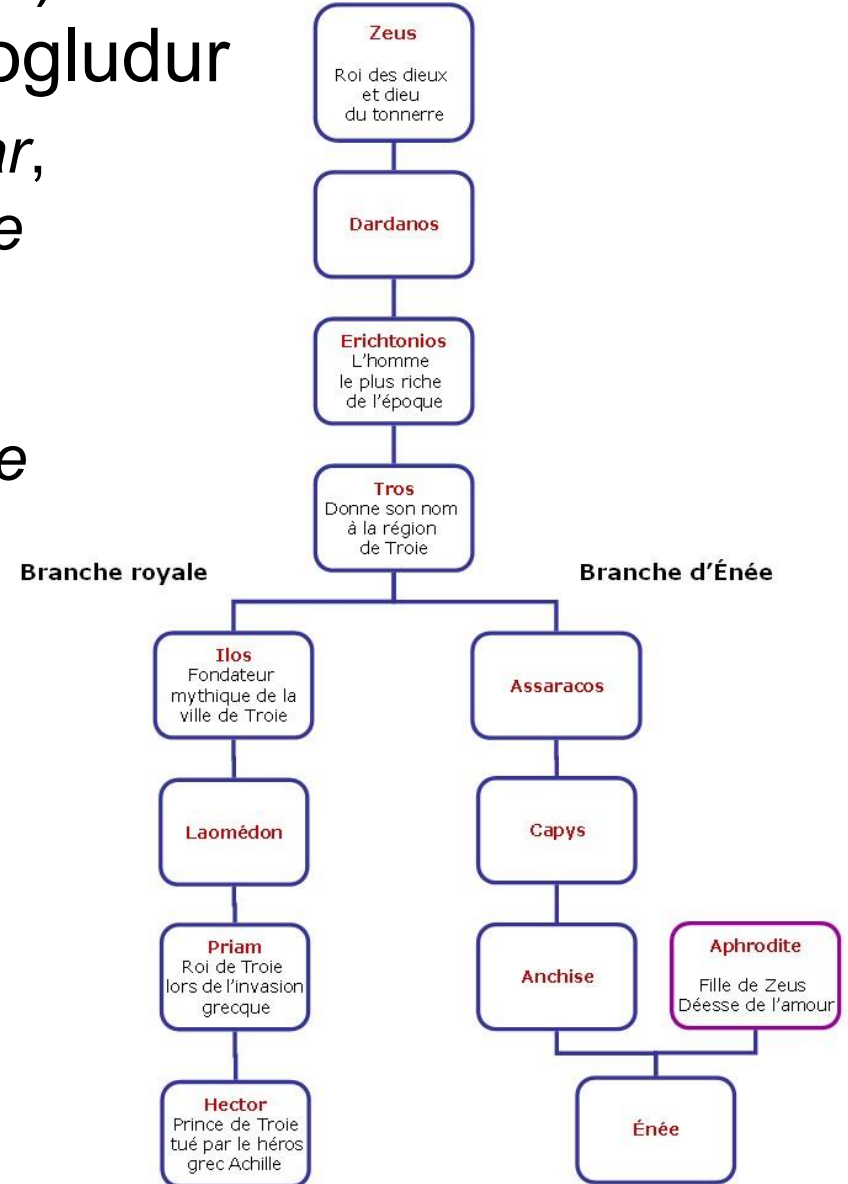 ogludur
ar,
e
e
Zeus
Roi des dieux
et dieu
du tonnerre
Dardanos
Erichtonios
L'homme
le plus riche
de l'époque
Tros
Donne son nom
à la région
de Troie
Branche royale
Branche d'Énée
Ilos
Fondateur
mythique de la
ville de Troie
Assaracos
Laomédon
Capys
Priam
Roi de Troie
lors de l'invasion
grecque
Anchise
Aphrodite
Fille de Zeus
Déesse de l'amour
Hector
Prince de Troie
tué par le héros
grec Achille
Énée